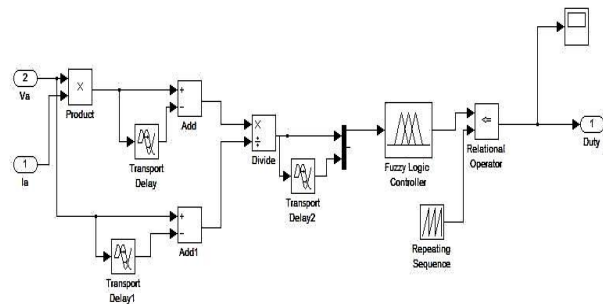 2
Va
×
Product
+
−
Add
Transport
Delay
×
÷
Divide
1
Ia
Transport
Delay2
Fuzzy Logic
Controller
<=
Relational
Operator
1
Duty
+
−
Add1
Transport
Delay1
Repeating
Sequence